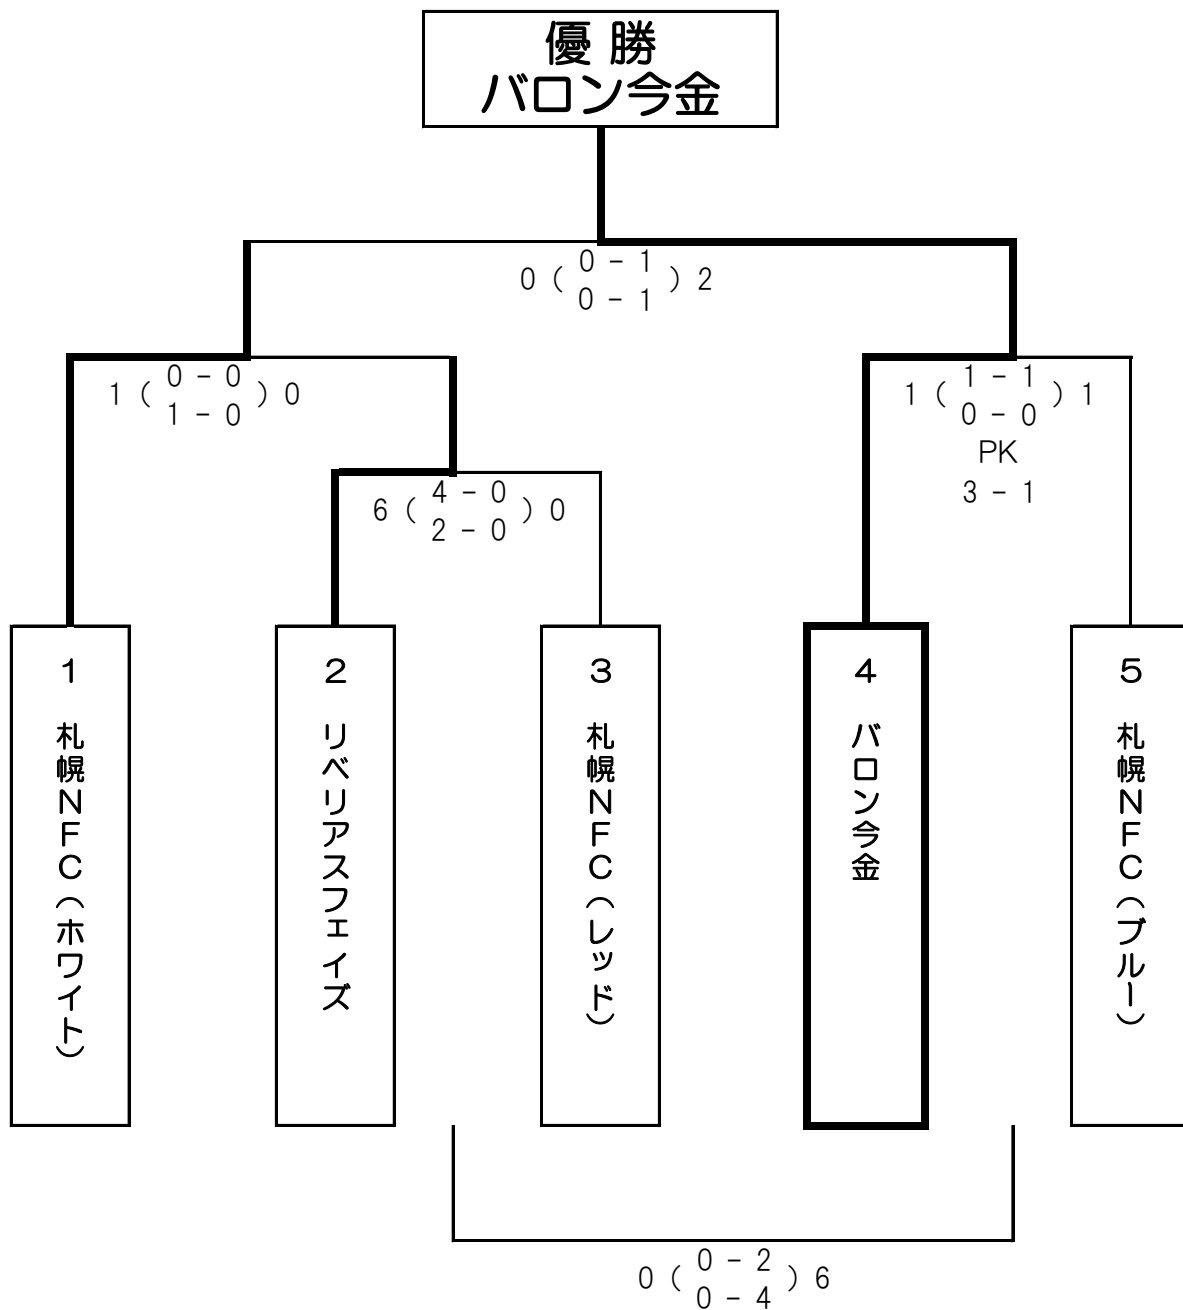 優 勝
バロン今金
0 ( 0 - 1 ) 2
0 - 1
1 ( 0 - 0 ) 0
1 - 0
1 ( 1 - 1 ) 1
0 - 0
PK
3 - 1
6 ( 4 - 0 ) 0
2 - 0
1 札幌NFC(ホワイト)
2 リベリアスフェイズ
3 札幌NFC(レッド)
4 バロン今金
5 札幌NFC(ブルー)
0 ( 0 - 2 ) 6
0 - 4